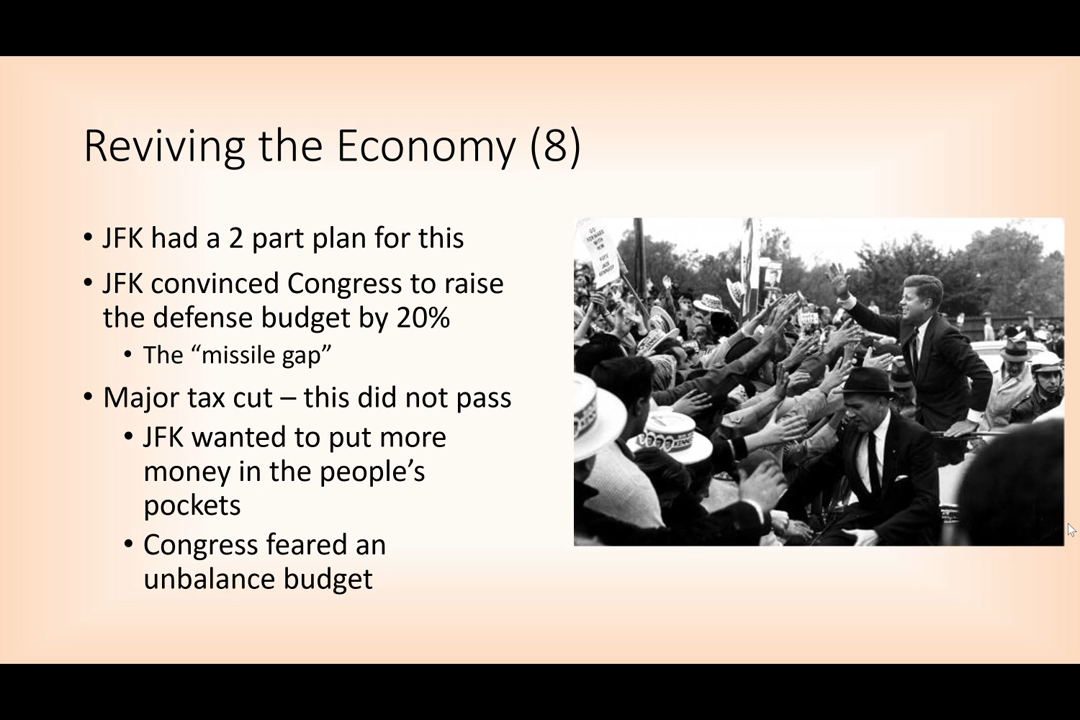 Reviving the Economy (8)
• JFK had a 2 part plan for this
• JFK convinced Congress to raise
the defense budget by 20%
• The “missile gap”
• Major tax cut – this did not pass
• JFK wanted to put more
money in the people’s
pockets
• Congress feared an
unbalance budget